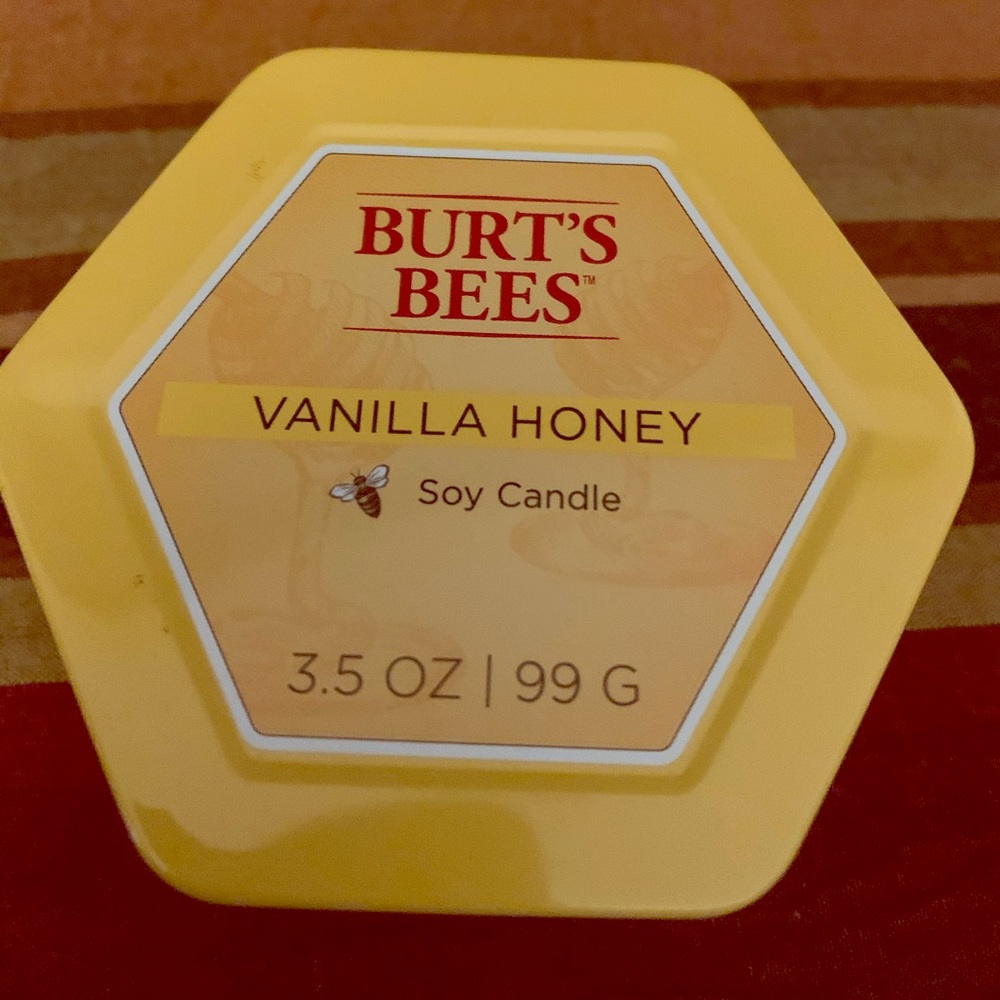 BURT'S
BEES™
VANILLA HONEY
Soy Candle
3.5 OZ | 99 G